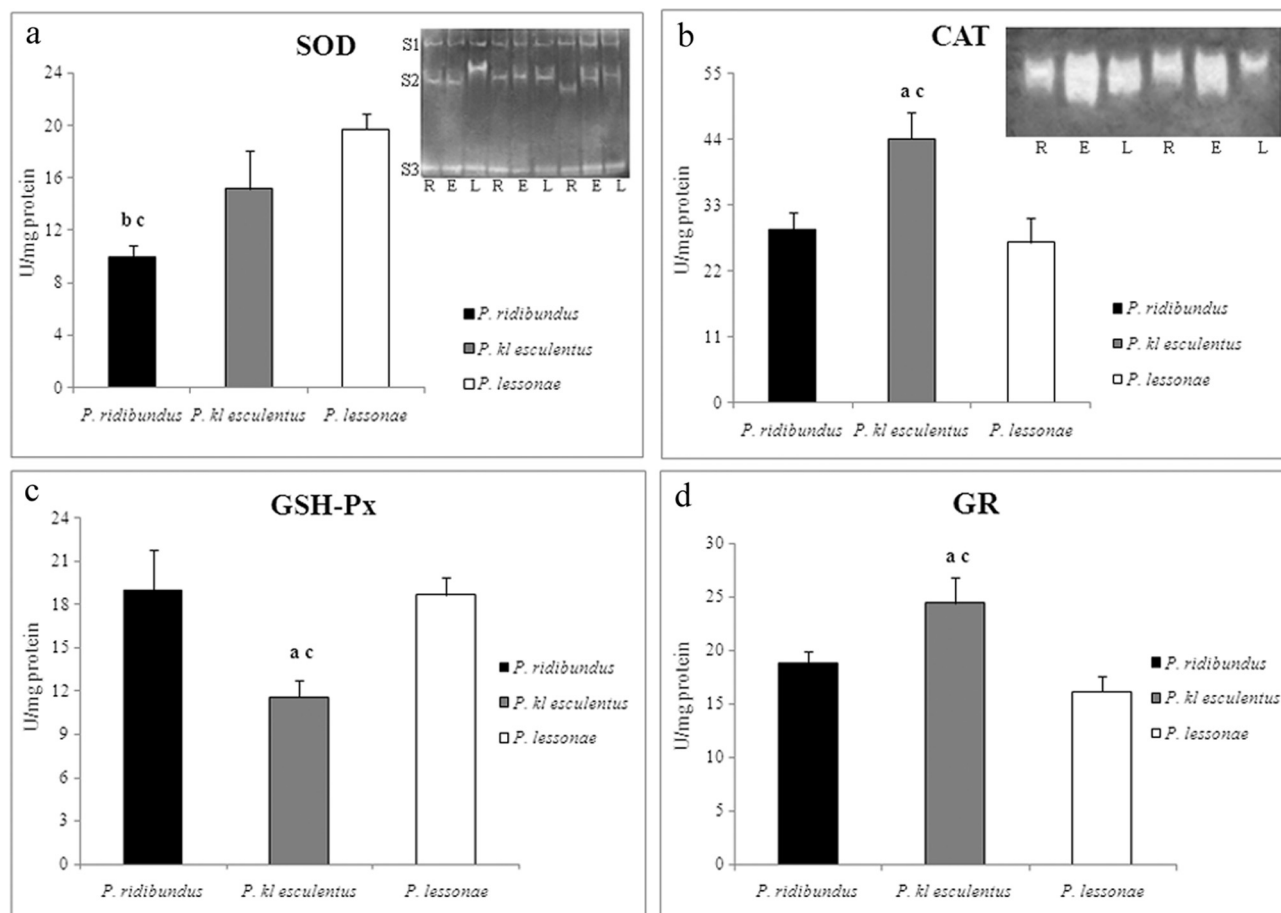 a
SOD
24
20
16
12
8
4
0
U/mg protein
b c
S1
S2
S3
R E L R E L R E L
P. ridibundus
P. kl esculentus
P. lessonae
P. ridibundus P. kl esculentus P. lessonae
b
CAT
55
44
33
22
11
0
U/mg protein
a c
R E L R E L
P. ridibundus
P. kl esculentus
P. lessonae
P. ridibundus P. kl esculentus P. lessonae
c
GSH-Px
24
21
18
15
12
9
6
3
0
U/mg protein
a c
P. ridibundus
P. kl esculentus
P. lessonae
P. ridibundus P. kl esculentus P. lessonae
d
GR
30
25
20
15
10
5
0
U/mg protein
a c
P. ridibundus
P. kl esculentus
P. lessonae
P. ridibundus P. kl esculentus P. lessonae